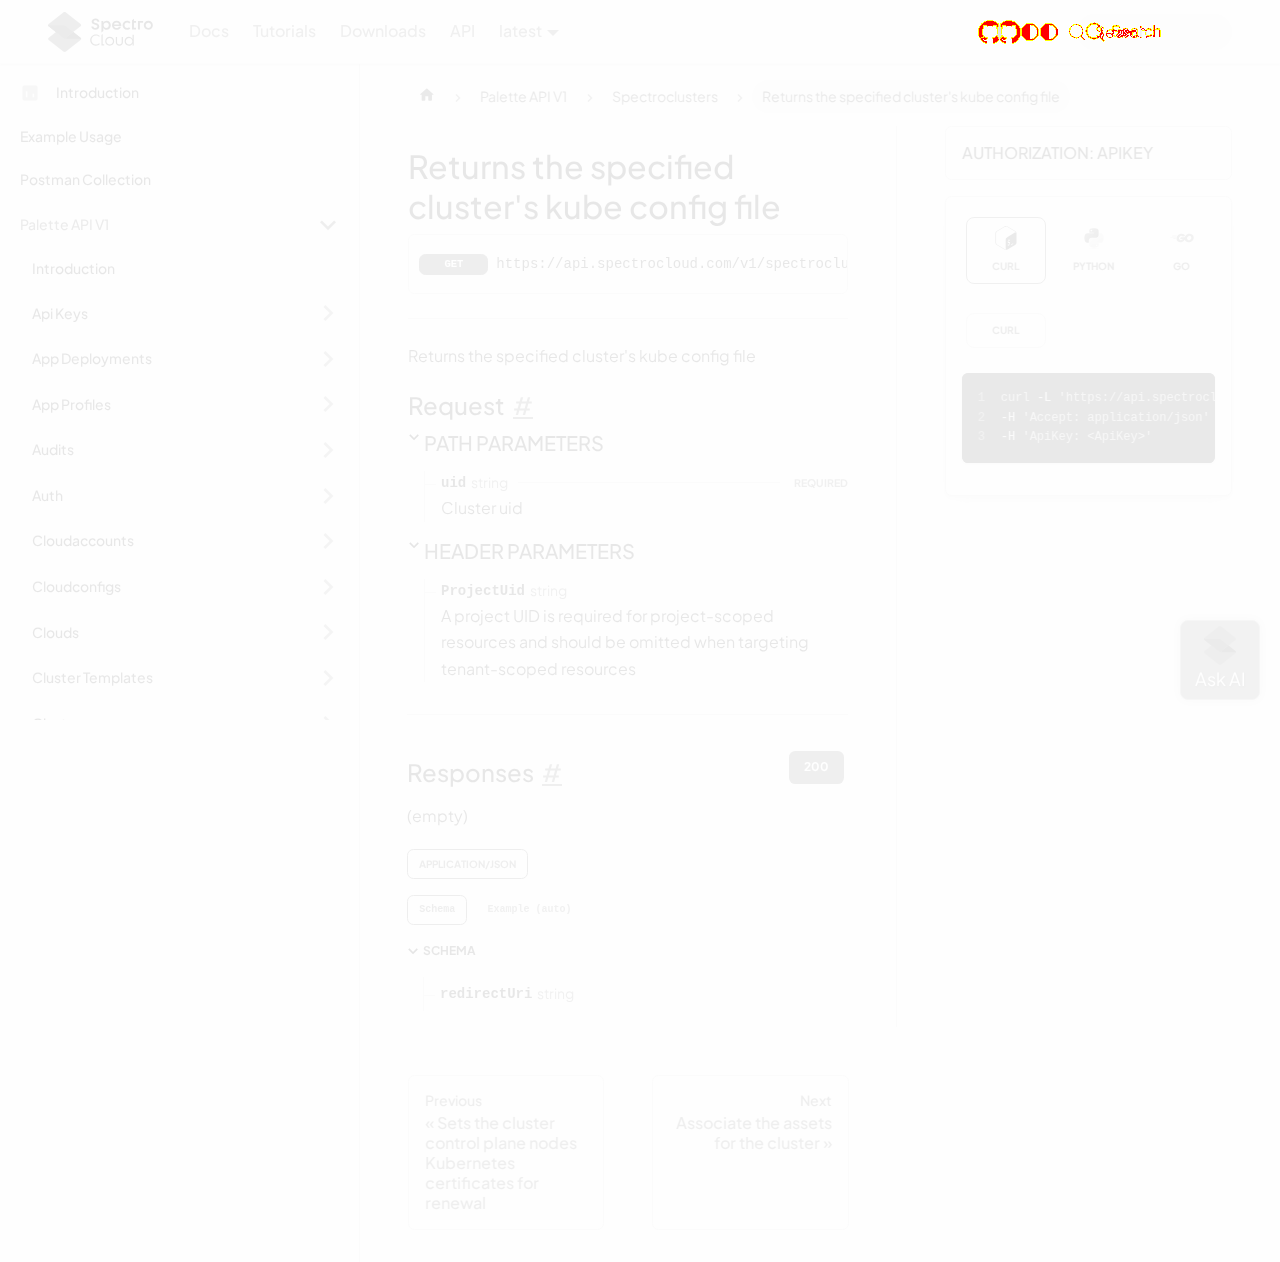 Spectro Cloud
Docs Tutorials Downloads API latest
Introduction
Example Usage
Postman Collection
Palette API V1
Introduction
Api Keys
App Deployments
App Profiles
Audits
Auth
Cloudaccounts
Cloudconfigs
Clouds
Cluster Templates
Palette API V1 › Spectroclusters › Returns the specified cluster's kube config file
Returns the specified
cluster's kube config file
GET https://api.spectrocloud.com/v1/spectroclu
Returns the specified cluster's kube config file
Request #
PATH PARAMETERS
uid string REQUIRED
Cluster uid
HEADER PARAMETERS
ProjectUid string
A project UID is required for project-scoped
resources and should be omitted when targeting
tenant-scoped resources
Responses # 200
(empty)
APPLICATION/JSON
Schema Example (auto)
SCHEMA
redirectUri string
Previous
« Sets the cluster
control plane nodes
Kubernetes
certificates for
renewal
Next
Associate the assets
for the cluster »
AUTHORIZATION: APIKEY
CURL PYTHON GO
CURL
1 curl -L 'https://api.spectrocl
2 -H 'Accept: application/json'
3 -H 'ApiKey: <ApiKey>'
Ask AI